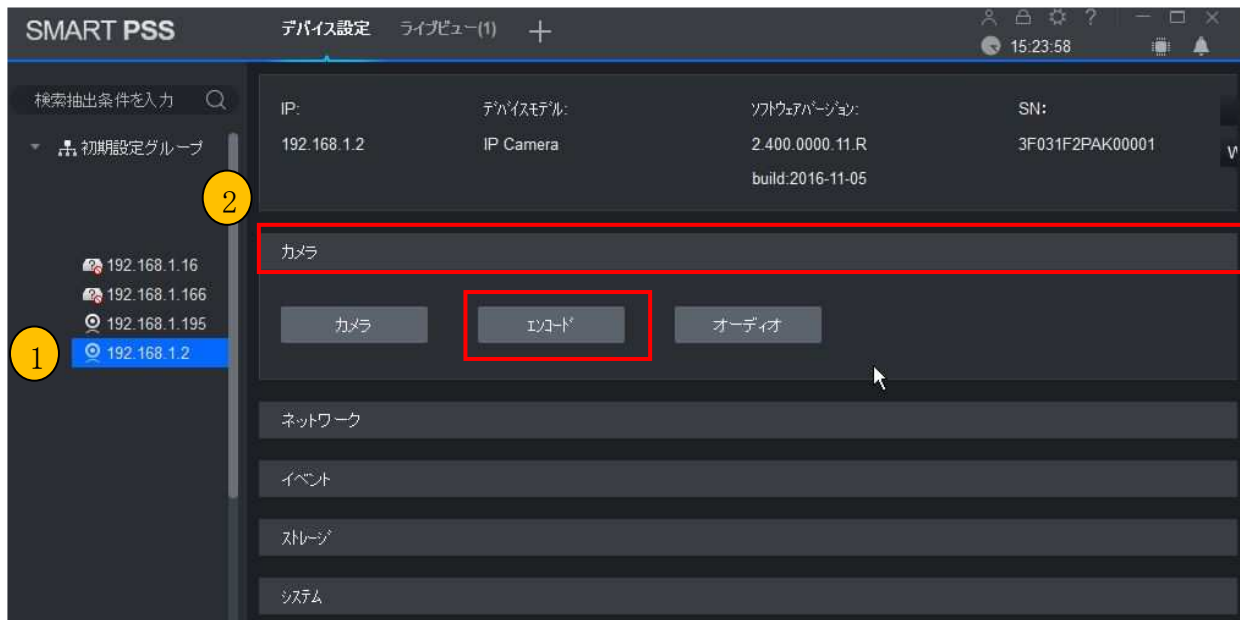 SMART PSS
デバイス設定 ライブビュー(1)
15:23:58
検索抽出条件を入力
初期設定グループ
192.168.1.16
192.168.1.166
192.168.1.195
192.168.1.2
1
2
IP: ﾃﾞﾊﾞｲｽﾓﾃﾞﾙ: ｿﾌﾄｳｪｱﾊﾞｰｼﾞｮﾝ: SN:
192.168.1.2 IP Camera 2.400.0000.11.R 3F031F2PAK00001
build:2016-11-05
カメラ
カメラ ｴﾝｺｰﾄﾞ オーディオ
ネットワーク
イベント
ｽﾄﾚｰｼﾞ
システム